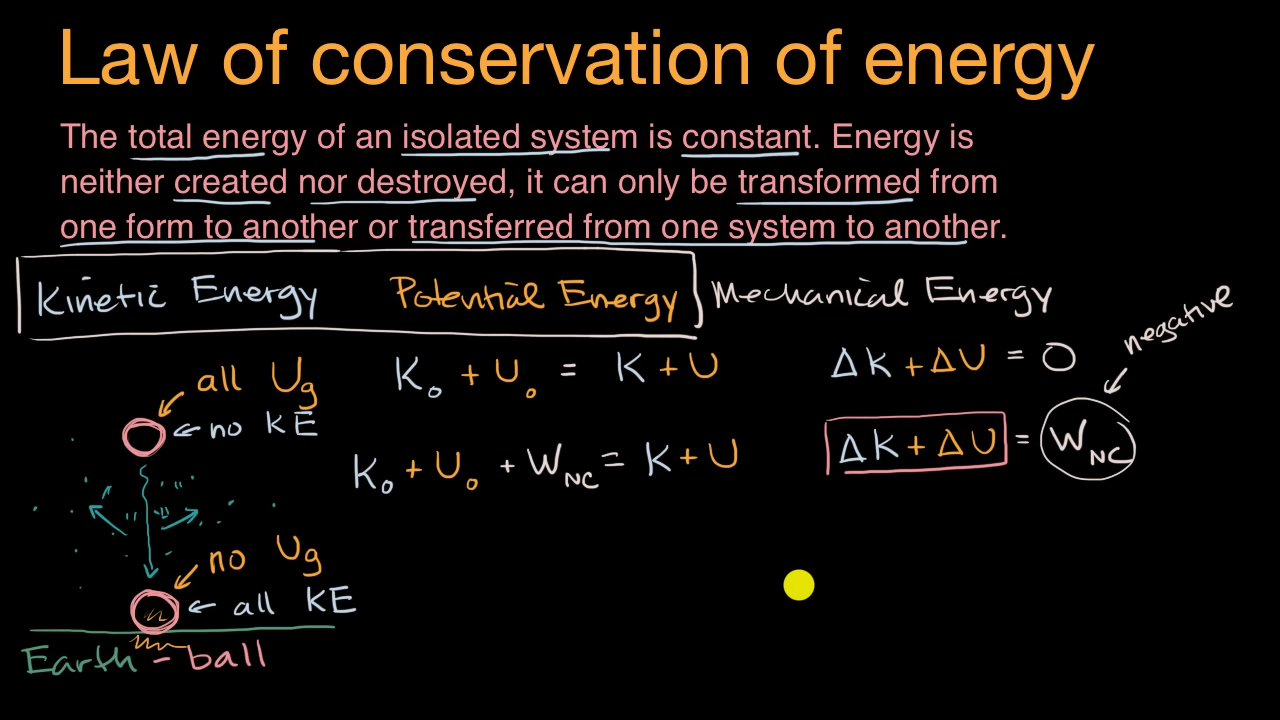 Law of conservation of energy
The total energy of an isolated system is constant. Energy is
neither created nor destroyed, it can only be transformed from
one form to another or transferred from one system to another.
Kinetic Energy Potential Energy Mechanical Energy
negative
all Ug
no KE
K₀ + U₀ = K + U
ΔK + ΔU = 0
K₀ + U₀ + W_NC = K + U
ΔK + ΔU = W_NC
no Ug
all KE
Earth - ball